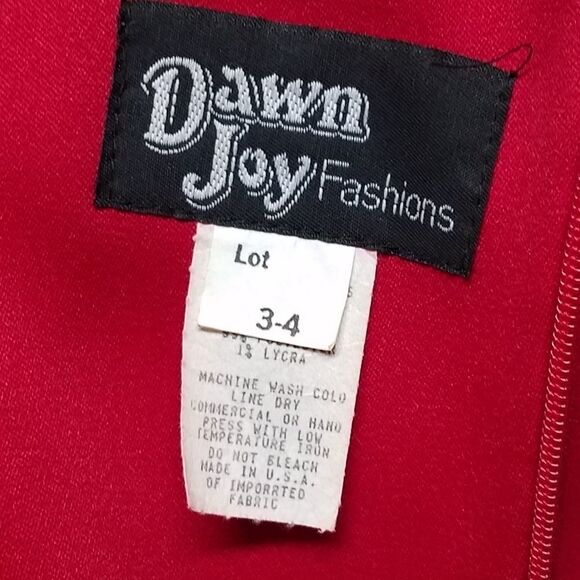 Dawn
Joy Fashions
Lot
3-4
1% LYCRA
MACHINE WASH COLD
LINE DRY
COMMERCIAL OR HAND
PRESS WITH LOW
TEMPERATURE IRON
DO NOT BLEACH
MADE IN U.S.A.
OF IMPORRTED
FABRIC